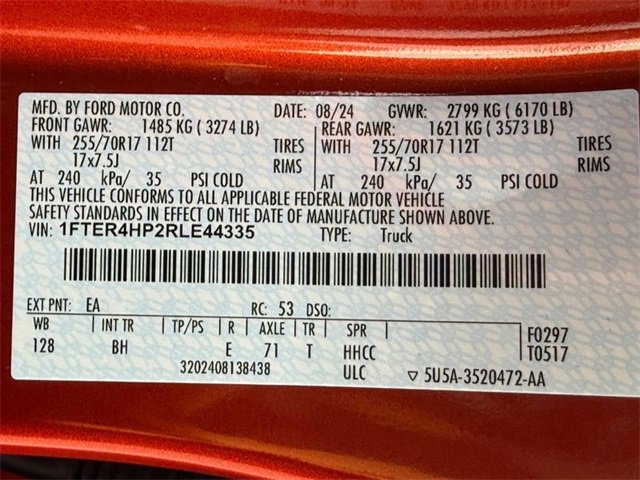 MFD. BY FORD MOTOR CO. DATE: 08/24 GVWR: 2799 KG ( 6170 LB)
FRONT GAWR: 1485 KG ( 3274 LB) REAR GAWR: 1621 KG ( 3573 LB)
WITH 255/70R17 112T TIRES WITH 255/70R17 112T TIRES
17x7.5J RIMS 17x7.5J RIMS
AT 240 kPa/ 35 PSI COLD AT 240 kPa/ 35 PSI COLD
THIS VEHICLE CONFORMS TO ALL APPLICABLE FEDERAL MOTOR VEHICLE
SAFETY STANDARDS IN EFFECT ON THE DATE OF MANUFACTURE SHOWN ABOVE.
VIN: 1FTER4HP2RLE44335 TYPE: Truck
EXT PNT: EA RC: 53 DSO:
WB INT TR TP/PS R AXLE TR SPR F0297
128 BH E 71 T HHCC T0517
3202408138438 ULC ▽ 5U5A-3520472-AA